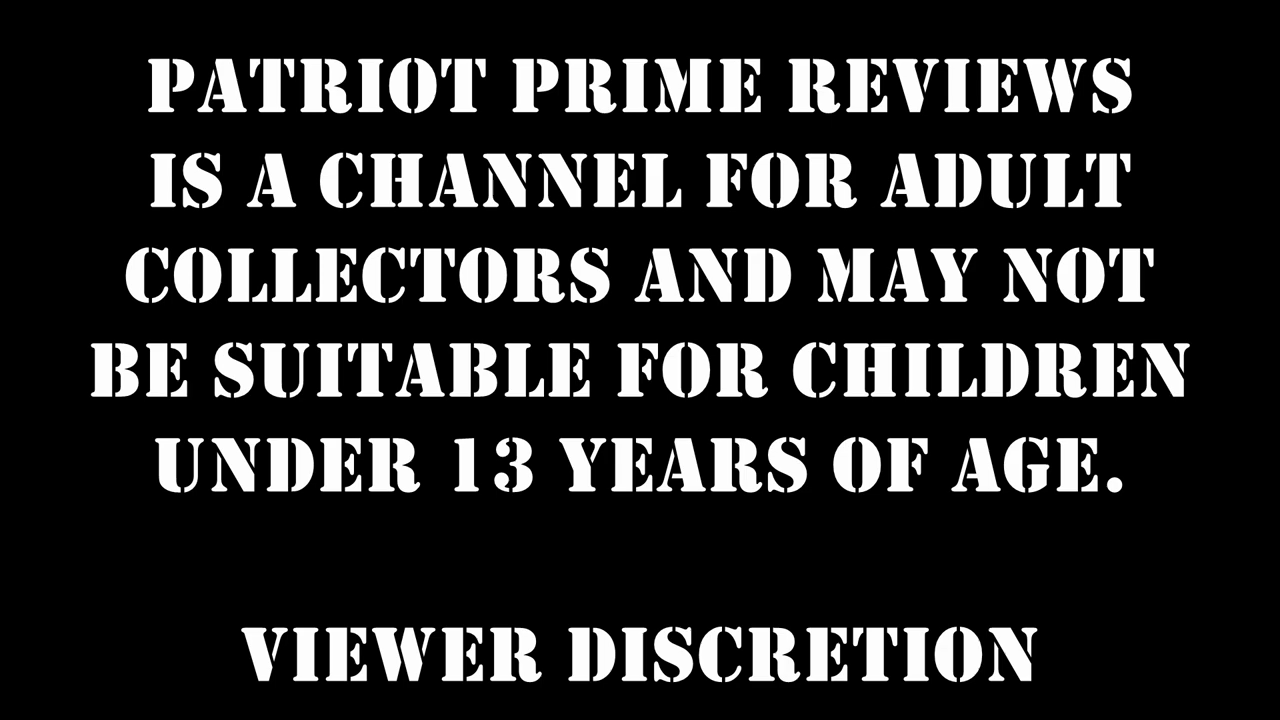 PATRIOT PRIME REVIEWS
IS A CHANNEL FOR ADULT
COLLECTORS AND MAY NOT
BE SUITABLE FOR CHILDREN
UNDER 13 YEARS OF AGE.
VIEWER DISCRETION